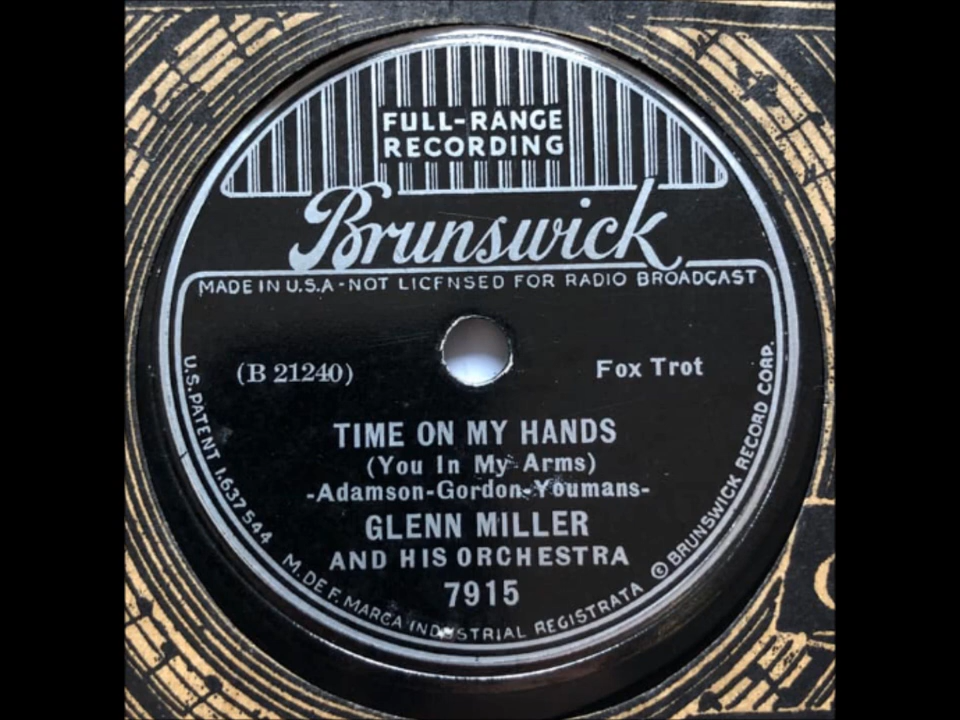 FULL-RANGE
RECORDING
Brunswick
MADE IN U.S.A-NOT LICENSED FOR RADIO BROADCAST
(B 21240)
Fox Trot
TIME ON MY HANDS
(You In My Arms)
-Adamson-Gordon-Youmans-
GLENN MILLER
AND HIS ORCHESTRA
7915
U.S. PATENT 1.637544 M. DE F. MARCA INDUSTRIAL REGISTRATA © BRUNSWICK RECORD CORP.